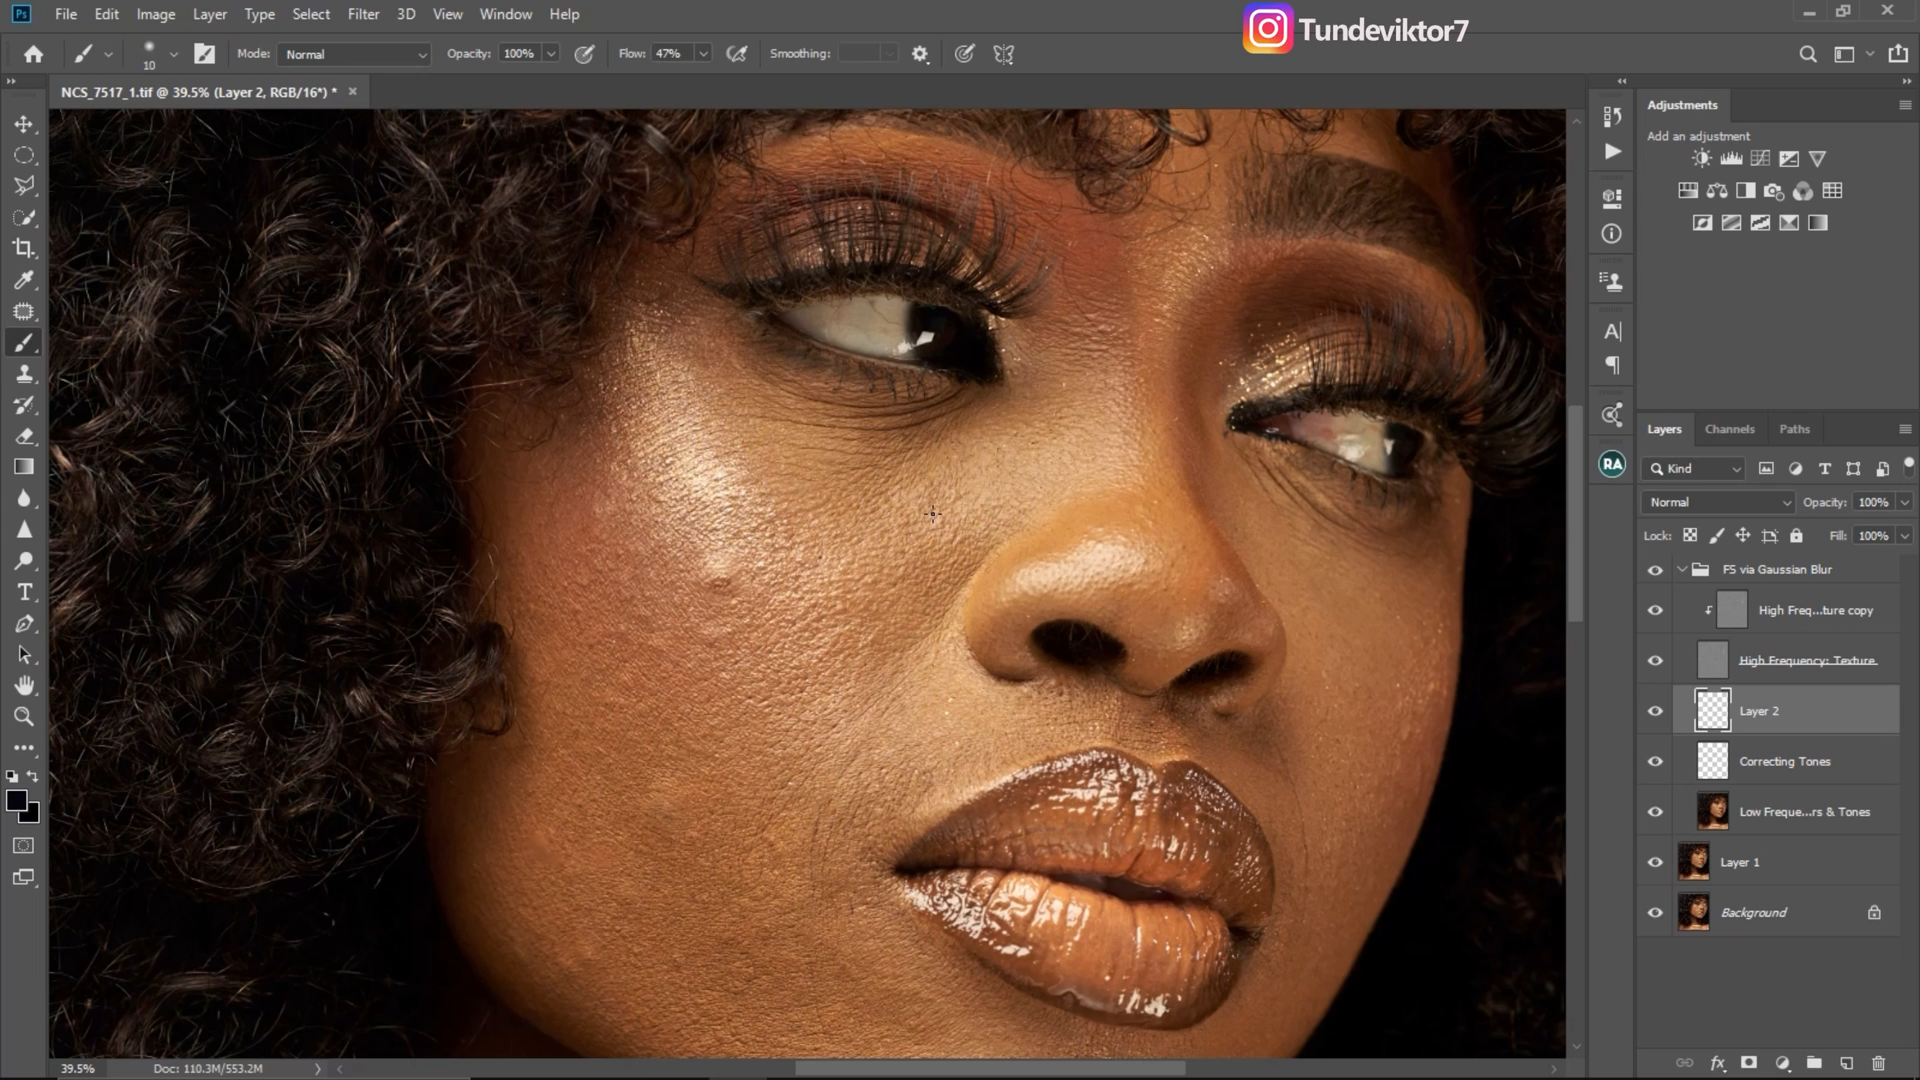 Ps File Edit Image Layer Type Select Filter 3D View Window Help
Tundeviktor7
10 Mode: Normal Opacity: 100% Flow: 47% Smoothing:
NCS_7517_1.tif @ 39.5% (Layer 2, RGB/16*) *
Adjustments
Add an adjustment
Layers Channels Paths
RA
Kind
Normal Opacity: 100%
Lock: Fill: 100%
FS via Gaussian Blur
High Freq...ture copy
High Frequency: Texture
Layer 2
Correcting Tones
Low Freque...rs & Tones
Layer 1
Background
39.5% Doc: 110.3M/553.2M